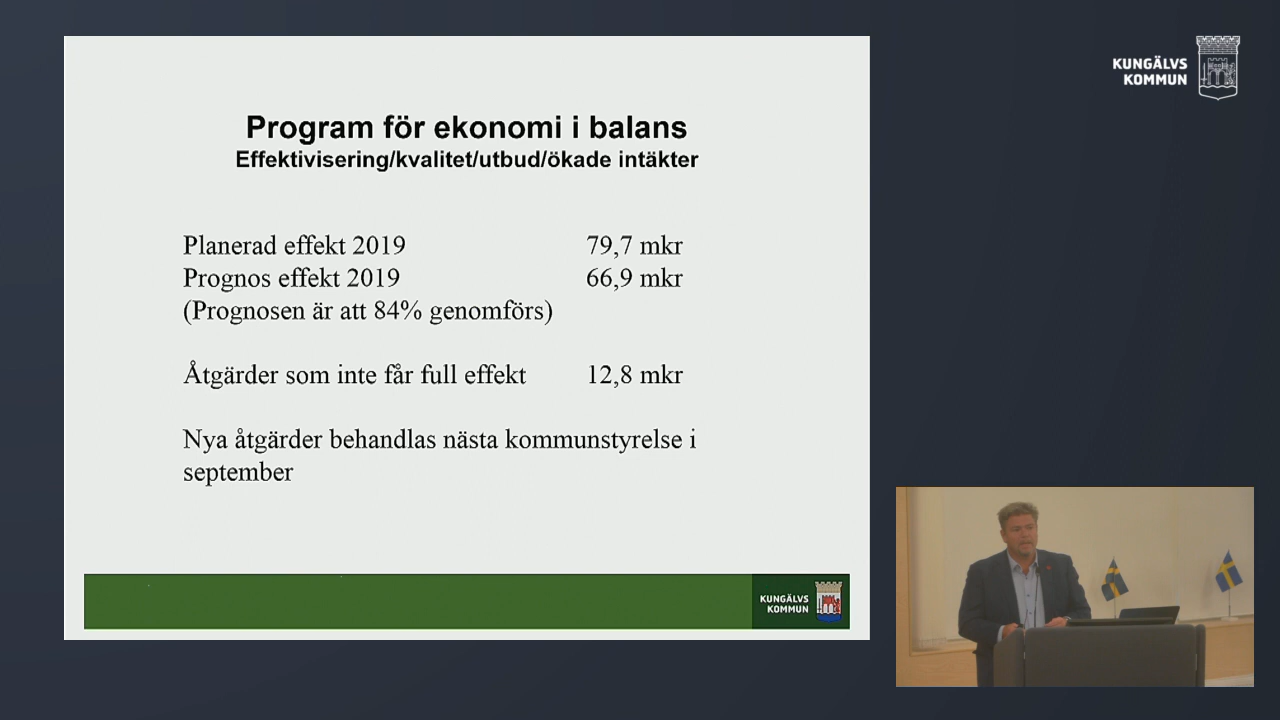 KUNGÄLVS
KOMMUN
Program för ekonomi i balans
Effektivisering/kvalitet/utbud/ökade intäkter
Planerad effekt 2019 79,7 mkr
Prognos effekt 2019 66,9 mkr
(Prognosen är att 84% genomförs)
Åtgärder som inte får full effekt 12,8 mkr
Nya åtgärder behandlas nästa kommunstyrelse i
september
KUNGÄLVS
KOMMUN